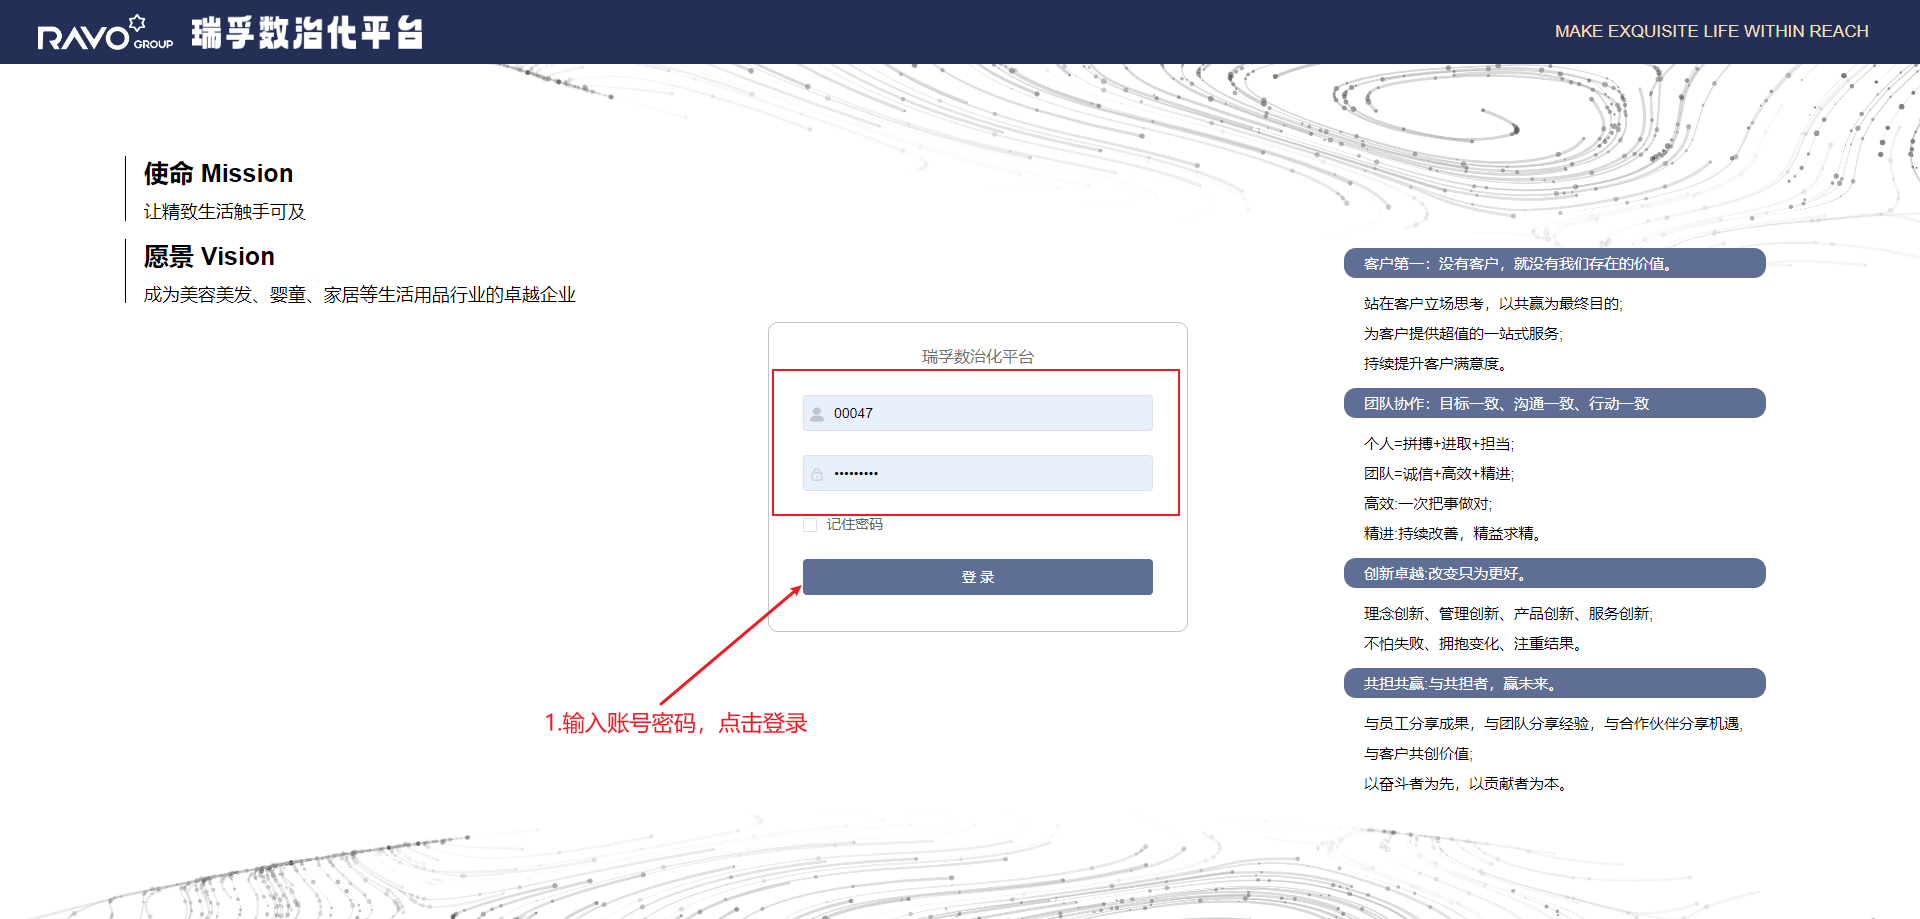 RAVO GROUP 瑞孚数治化平台
MAKE EXQUISITE LIFE WITHIN REACH
使命 Mission
让精致生活触手可及
愿景 Vision
成为美容美发、婴童、家居等生活用品行业的卓越企业
瑞孚数治化平台
00047
•••••••••
记住密码
登 录
1.输入账号密码，点击登录
客户第一：没有客户，就没有我们存在的价值。
站在客户立场思考，以共赢为最终目的;
为客户提供超值的一站式服务;
持续提升客户满意度。
团队协作：目标一致、沟通一致、行动一致
个人=拼搏+进取+担当;
团队=诚信+高效+精进;
高效:一次把事做对;
精进:持续改善，精益求精。
创新卓越:改变只为更好。
理念创新、管理创新、产品创新、服务创新;
不怕失败、拥抱变化、注重结果。
共担共赢:与共担者，赢未来。
与员工分享成果，与团队分享经验，与合作伙伴分享机遇,
与客户共创价值;
以奋斗者为先，以贡献者为本。